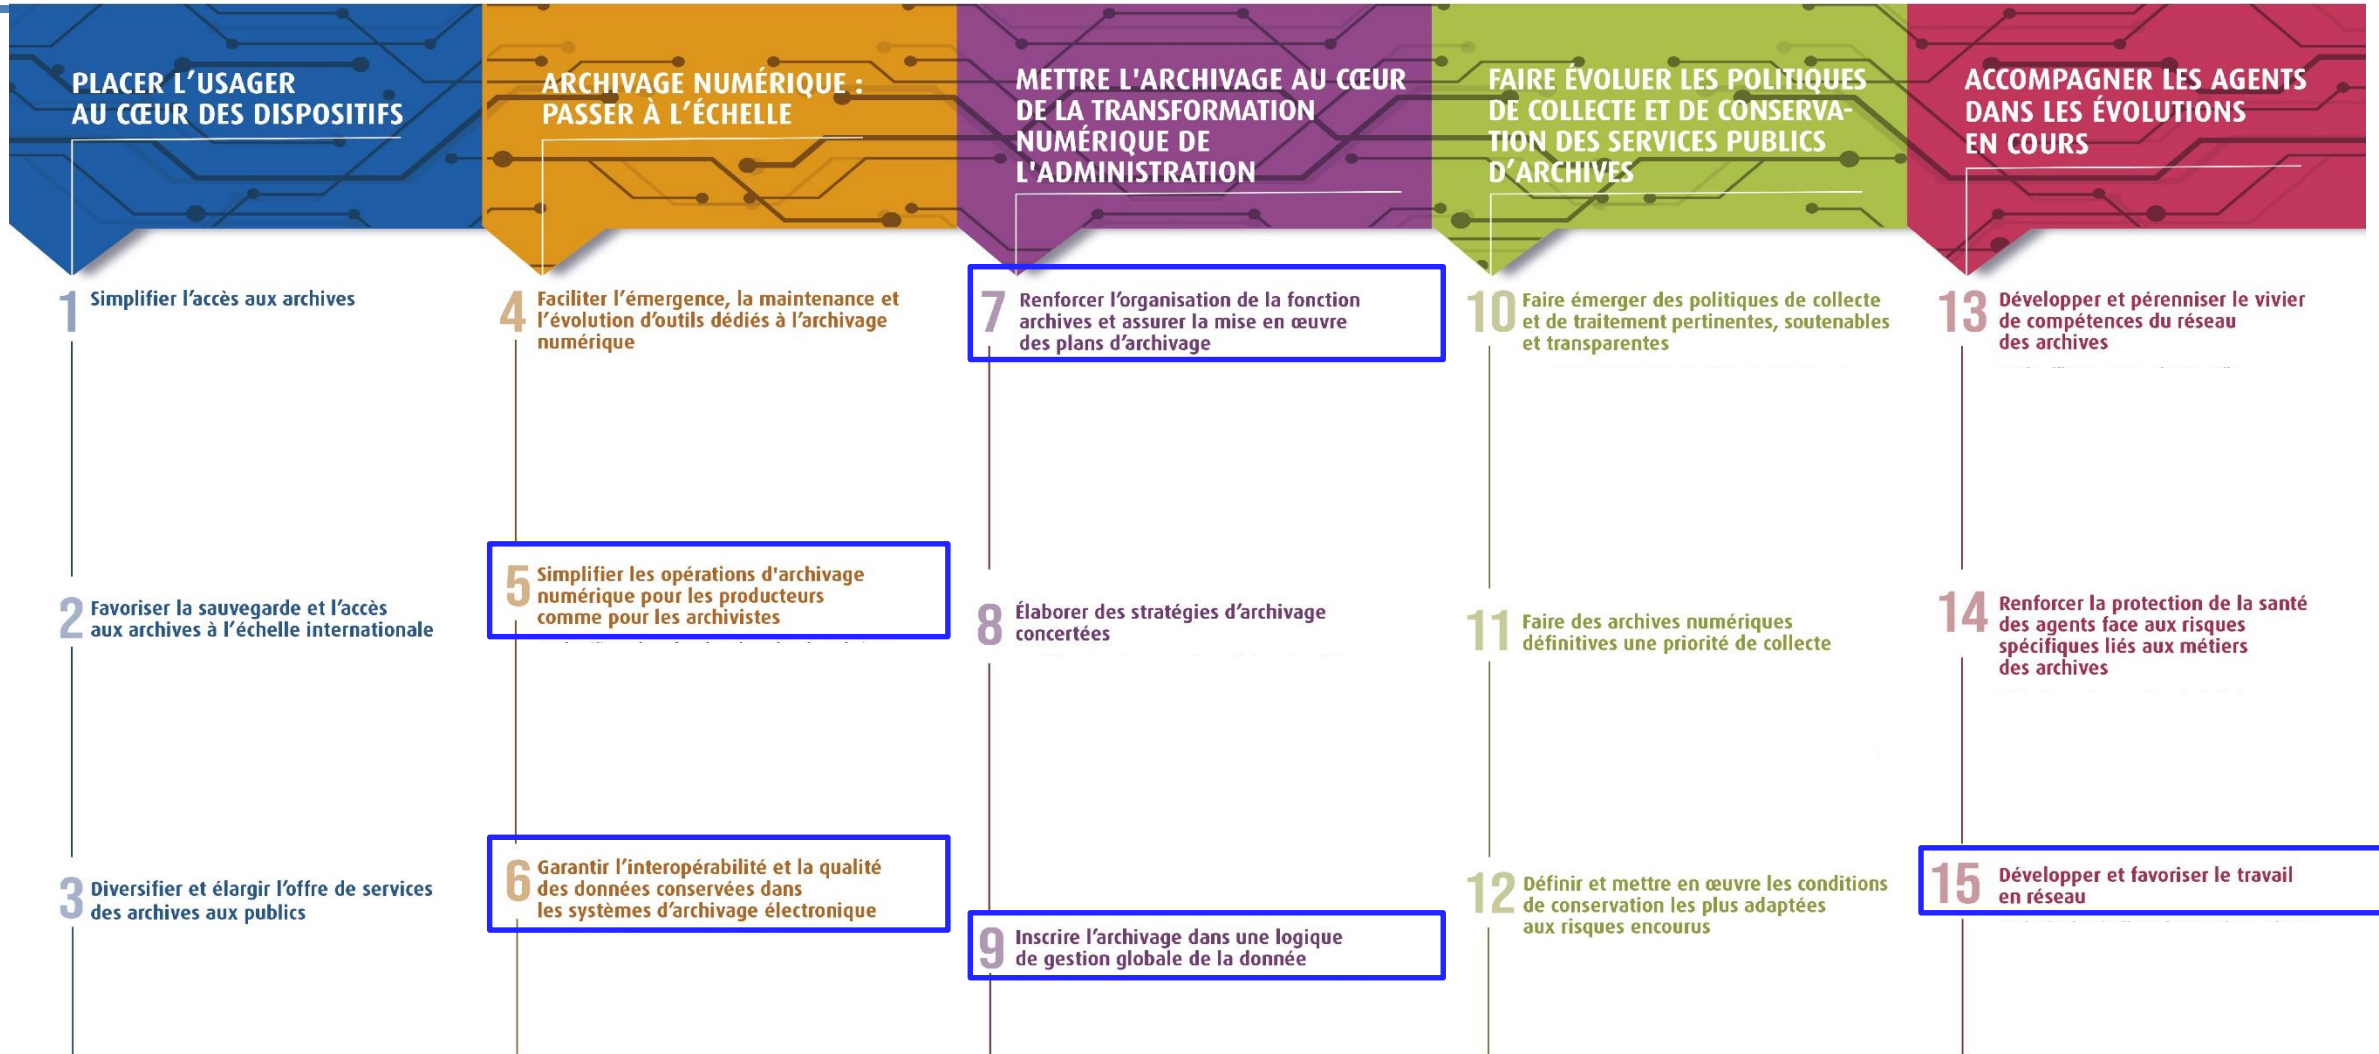 PLACER L'USAGER
AU CŒUR DES DISPOSITIFS
1 Simplifier l'accès aux archives
2 Favoriser la sauvegarde et l'accès
aux archives à l'échelle internationale
3 Diversifier et élargir l'offre de services
des archives aux publics
ARCHIVAGE NUMÉRIQUE :
PASSER À L'ÉCHELLE
4 Faciliter l'émergence, la maintenance et
l'évolution d'outils dédiés à l'archivage
numérique
5 Simplifier les opérations d'archivage
numérique pour les producteurs
comme pour les archivistes
6 Garantir l'interopérabilité et la qualité
des données conservées dans
les systèmes d'archivage électronique
METTRE L'ARCHIVAGE AU CŒUR
DE LA TRANSFORMATION
NUMÉRIQUE DE
L'ADMINISTRATION
7 Renforcer l'organisation de la fonction
archives et assurer la mise en œuvre
des plans d'archivage
8 Élaborer des stratégies d'archivage
concertées
9 Inscrire l'archivage dans une logique
de gestion globale de la donnée
FAIRE ÉVOLUER LES POLITIQUES
DE COLLECTE ET DE CONSERVA-
TION DES SERVICES PUBLICS
D'ARCHIVES
10 Faire émerger des politiques de collecte
et de traitement pertinentes, soutenables
et transparentes
11 Faire des archives numériques
définitives une priorité de collecte
12 Définir et mettre en œuvre les conditions
de conservation les plus adaptées
aux risques encourus
ACCOMPAGNER LES AGENTS
DANS LES ÉVOLUTIONS
EN COURS
13 Développer et pérenniser le vivier
de compétences du réseau
des archives
14 Renforcer la protection de la santé
des agents face aux risques
spécifiques liés aux métiers
des archives
15 Développer et favoriser le travail
en réseau